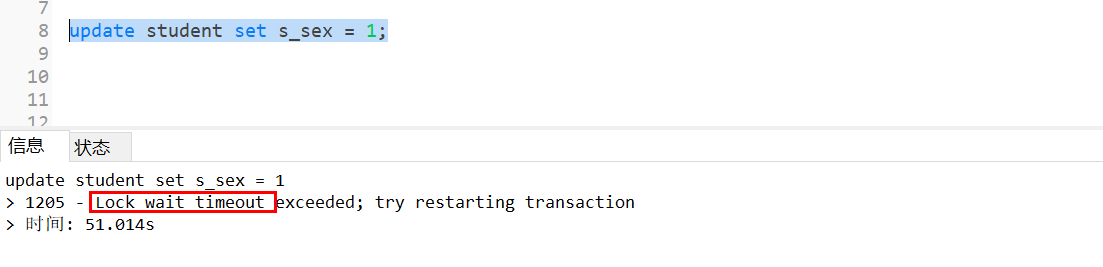 7
8 update student set s_sex = 1;
9
10
11
12
信息 状态
update student set s_sex = 1
> 1205 - Lock wait timeout exceeded; try restarting transaction
> 时间: 51.014s